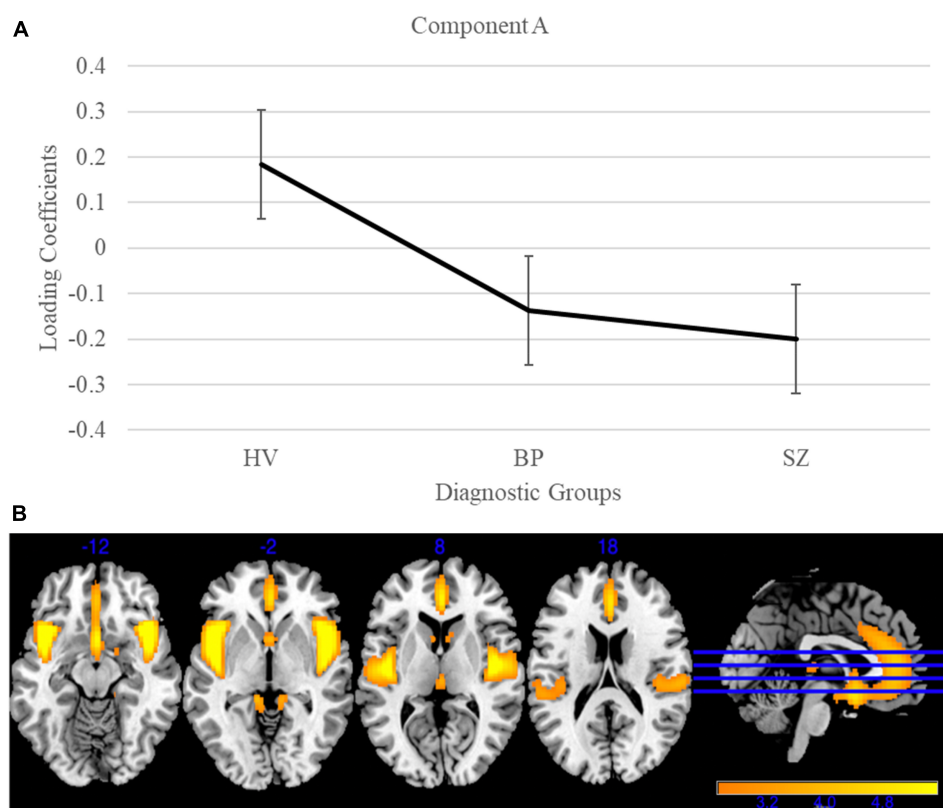 A
Component A
0.4
0.3
0.2
0.1
0
-0.1
-0.2
-0.3
-0.4
Loading Coefficients
HV BP SZ
Diagnostic Groups
B
-12 -2 8 18
3.2 4.0 4.8